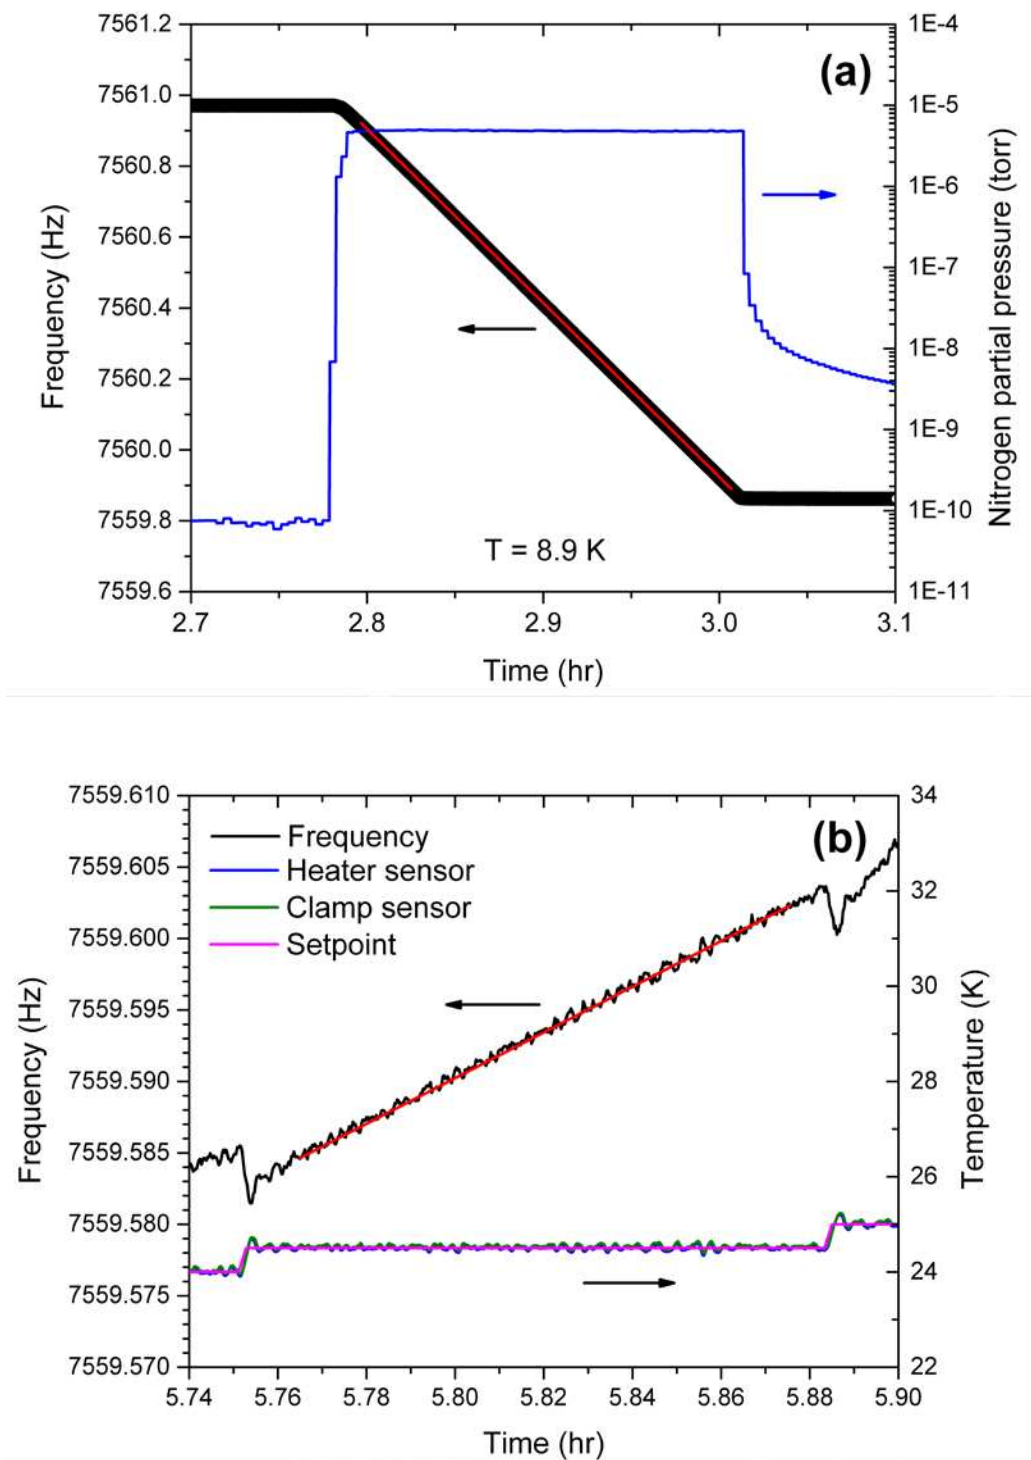 7561.2
7561.0
7560.8
7560.6
7560.4
7560.2
7560.0
7559.8
7559.6
Frequency (Hz)
(a)
1E-4
1E-5
1E-6
1E-7
1E-8
1E-9
1E-10
1E-11
Nitrogen partial pressure (torr)
T = 8.9 K
2.7 2.8 2.9 3.0 3.1
Time (hr)
7559.610
7559.605
7559.600
7559.595
7559.590
7559.585
7559.580
7559.575
7559.570
Frequency (Hz)
Frequency
Heater sensor
Clamp sensor
Setpoint
(b)
34
32
30
28
26
24
22
Temperature (K)
5.74 5.76 5.78 5.80 5.82 5.84 5.86 5.88 5.90
Time (hr)